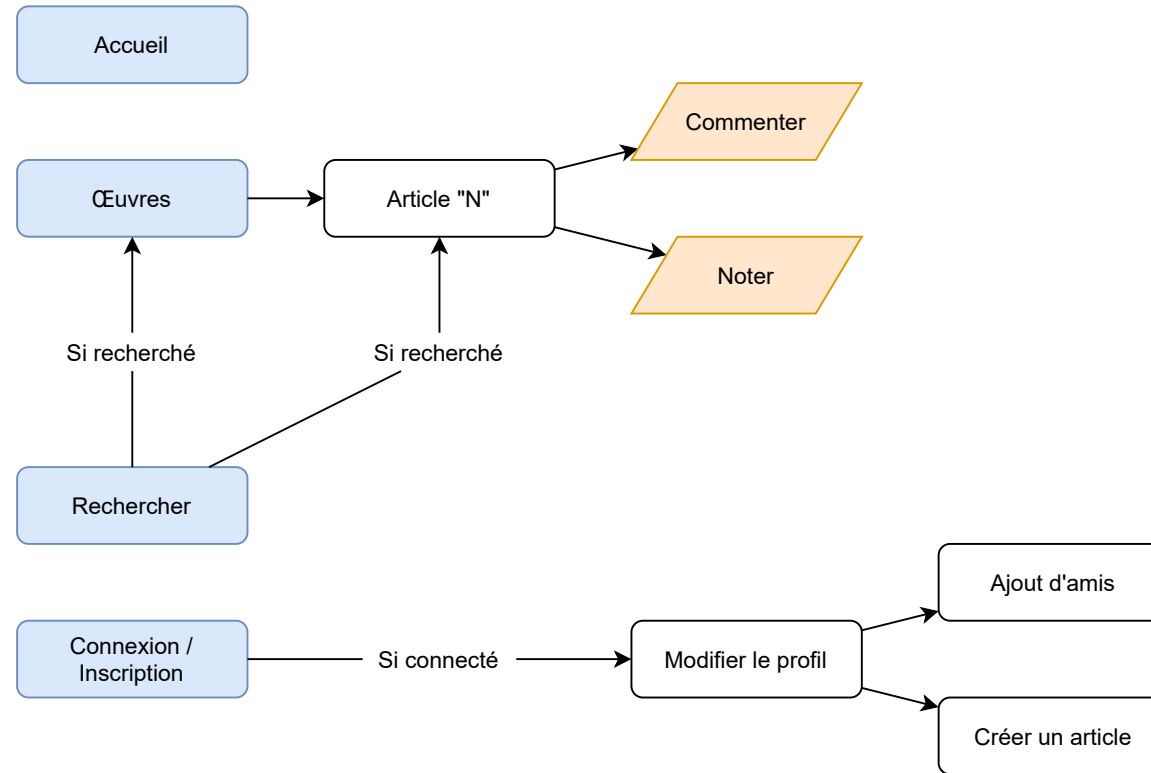 Accueil
Commenter
Œuvres
Article "N"
Noter
Si recherché
Si recherché
Rechercher
Ajout d'amis
Connexion /
Inscription
Si connecté
Modifier le profil
Créer un article